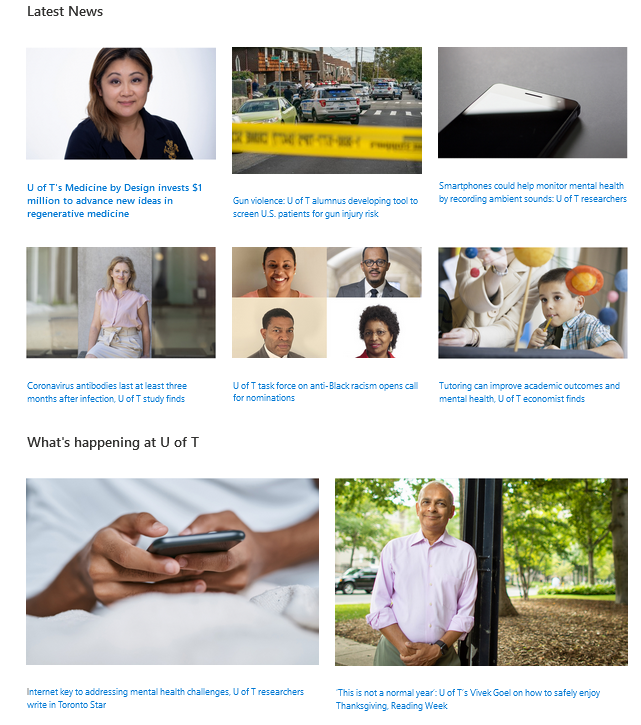 Latest News
U of T's Medicine by Design invests $1
million to advance new ideas in
regenerative medicine
Gun violence: U of T alumnus developing tool to
screen U.S. patients for gun injury risk
Smartphones could help monitor mental health
by recording ambient sounds: U of T researchers
Coronavirus antibodies last at least three
months after infection, U of T study finds
U of T task force on anti-Black racism opens call
for nominations
Tutoring can improve academic outcomes and
mental health, U of T economist finds
What's happening at U of T
Internet key to addressing mental health challenges, U of T researchers
write in Toronto Star
'This is not a normal year': U of T's Vivek Goel on how to safely enjoy
Thanksgiving, Reading Week